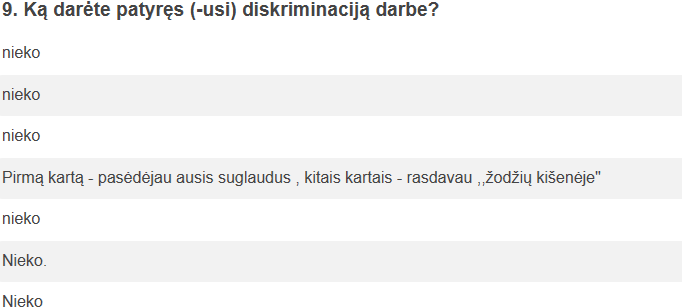 9. Ką darėte patyręs (-usi) diskriminaciją darbe?
nieko
nieko
nieko
Pirmą kartą - pasėdėjau ausis suglaudus , kitais kartais - rasdavau ,,žodžių kišenėje"
nieko
Nieko.
Nieko